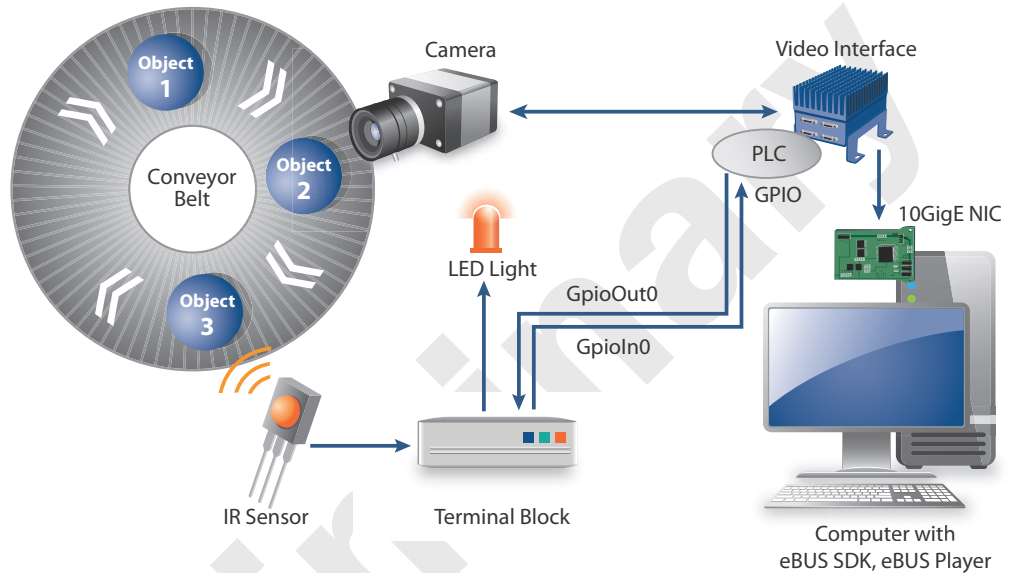 Camera
Video Interface
Object
1
Object
2
Conveyor
Belt
Object
3
PLC
GPIO
10GigE NIC
LED Light
GpioOut0
GpioIn0
IR Sensor
Terminal Block
Computer with
eBUS SDK, eBUS Player